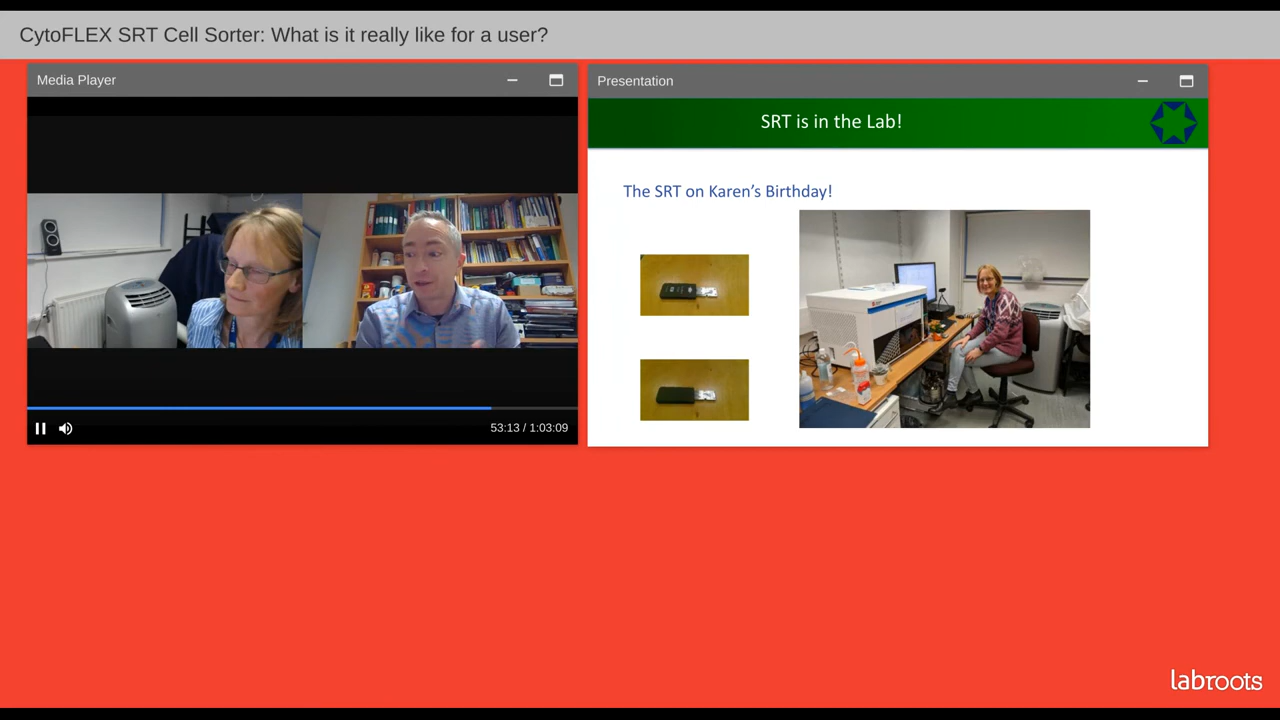 CytoFLEX SRT Cell Sorter: What is it really like for a user?
Media Player
Presentation
SRT is in the Lab!
The SRT on Karen's Birthday!
53:13 / 1:03:09
labroots